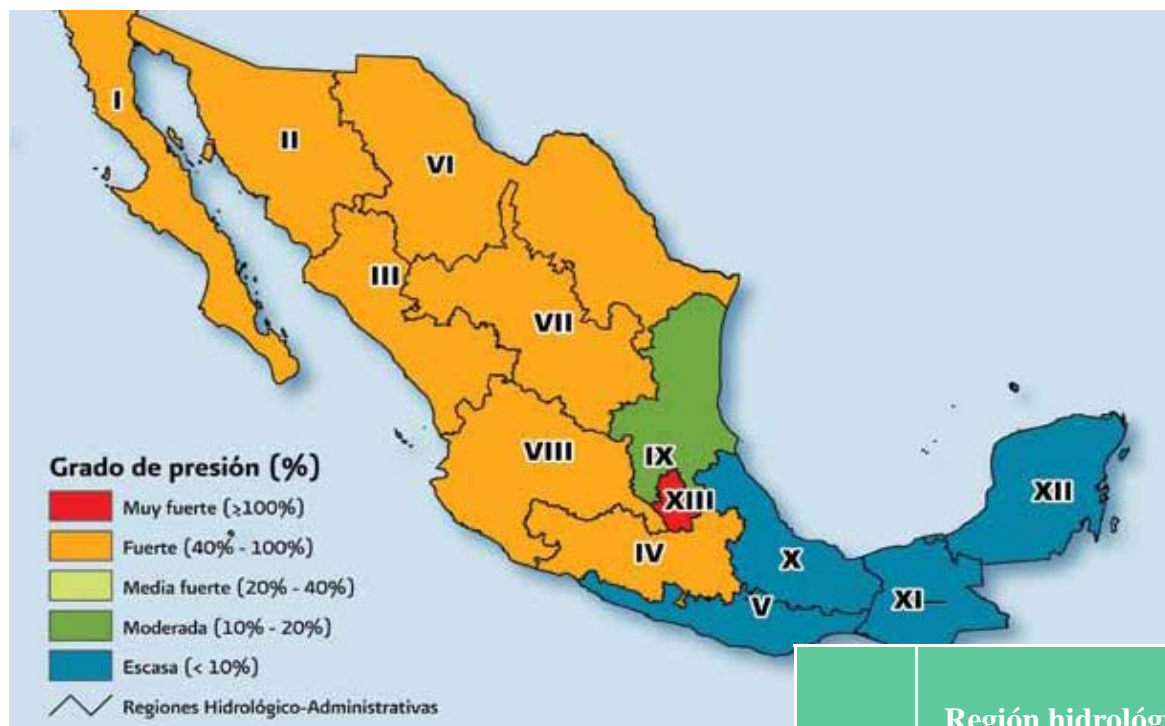 I
II
VI
III
VII
VIII
IX
XIII
XII
IV
X
V
XI
Grado de presión (%)
Muy fuerte (≥100%)
Fuerte (40% - 100%)
Media fuerte (20% - 40%)
Moderada (10% - 20%)
Escasa (< 10%)
Regiones Hidrológico-Administrativas
Región